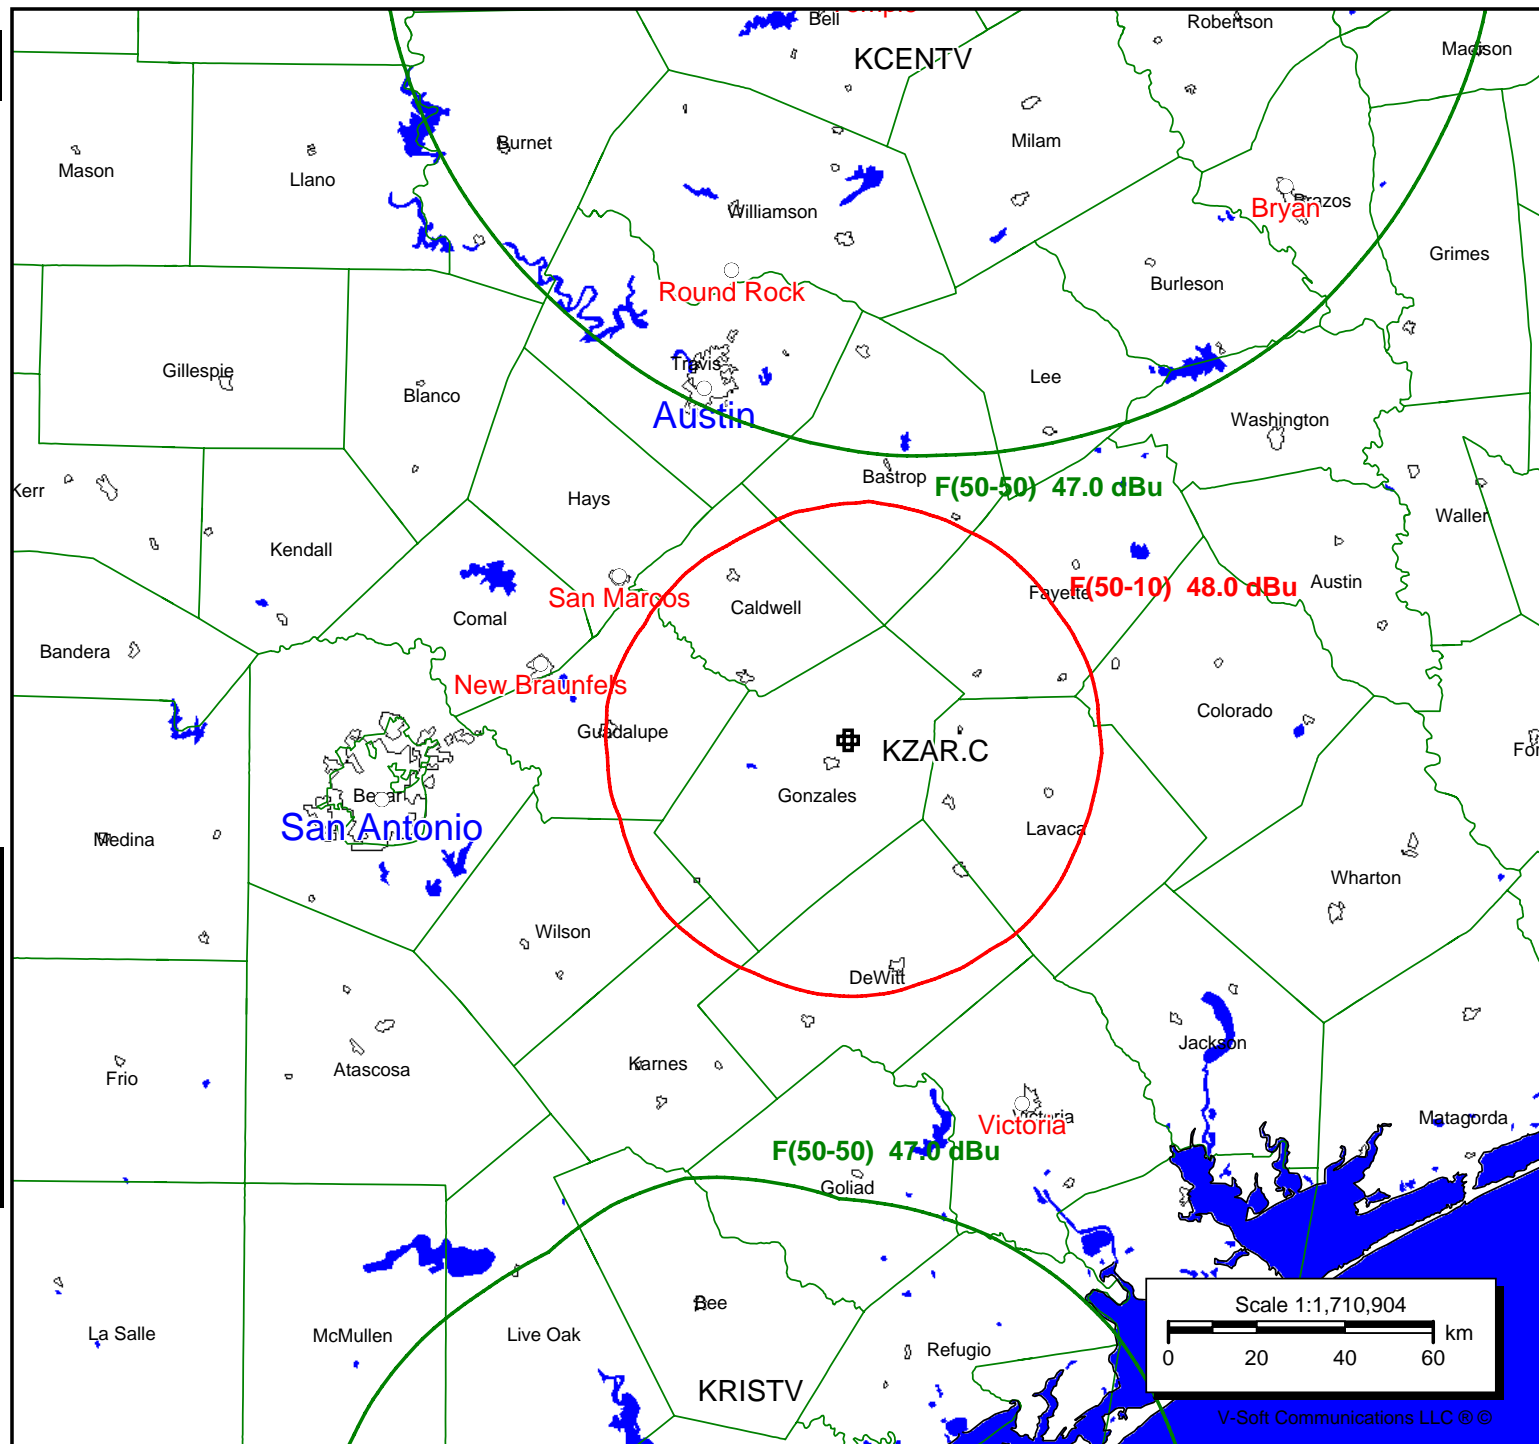 Bell
Robertson
Madison
KCENTV
Mason
Llano
Burnet
Milam
Williamson
Brazos
Bryan
Grimes
Round Rock
Burleson
Gillespie
Travis
Blanco
Lee
Austin
Washington
Kerr
Hays
Bastrop
F(50-50) 47.0 dBu
Waller
Kendall
Fayette
F(50-10) 48.0 dBu
Austin
San Marcos
Caldwell
Comal
Bandera
New Braunfels
Guadalupe
Colorado
KZAR.C
For
Bexar
Gonzales
San Antonio
Medina
Lavaca
Wharton
Wilson
DeWitt
Jackson
Karnes
Atascosa
Frio
Victoria
Victoria
Matagorda
F(50-50) 47.0 dBu
Goliad
Bee
La Salle
McMullen
Live Oak
Refugio
KRISTV
Scale 1:1,710,904
km
0 20 40 60
V-Soft Communications LLC ® ©